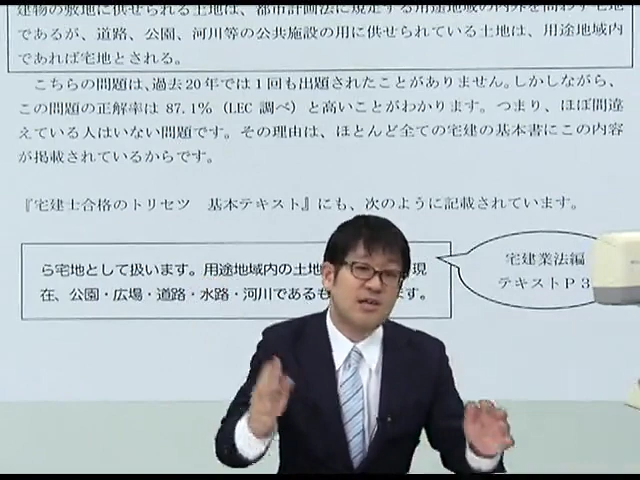 建物の敷地に供せられる土地は、都市計画法に規定する用途地域の内外を問わず宅地
であるが、道路、公園、河川等の公共施設の用に供せられている土地は、用途地域内
であれば宅地とされる。
こちらの問題は、過去20年では1回も出題されたことがありません。しかしながら、
この問題の正解率は 87.1%（LEC 調べ）と高いことがわかります。つまり、ほぼ間違
えている人はいない問題です。その理由は、ほとんど全ての宅建の基本書にこの内容
が掲載されているからです。
『宅建士合格のトリセツ　基本テキスト』にも、次のように記載されています。
ら宅地として扱います。用途地域内の土地 現
在、公園・広場・道路・水路・河川であるも ます。
宅建業法編
テキストP3